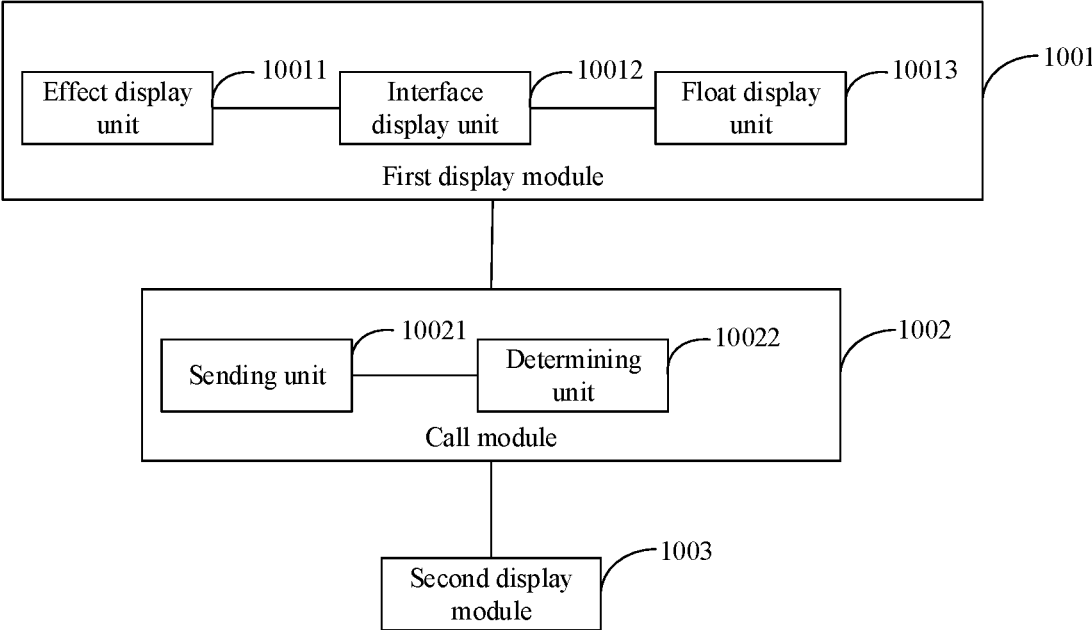 1001
10011
10012
10013
Effect display
unit
Interface
display unit
Float display
unit
First display module
1002
10021
10022
Sending unit
Determining
unit
Call module
1003
Second display
module